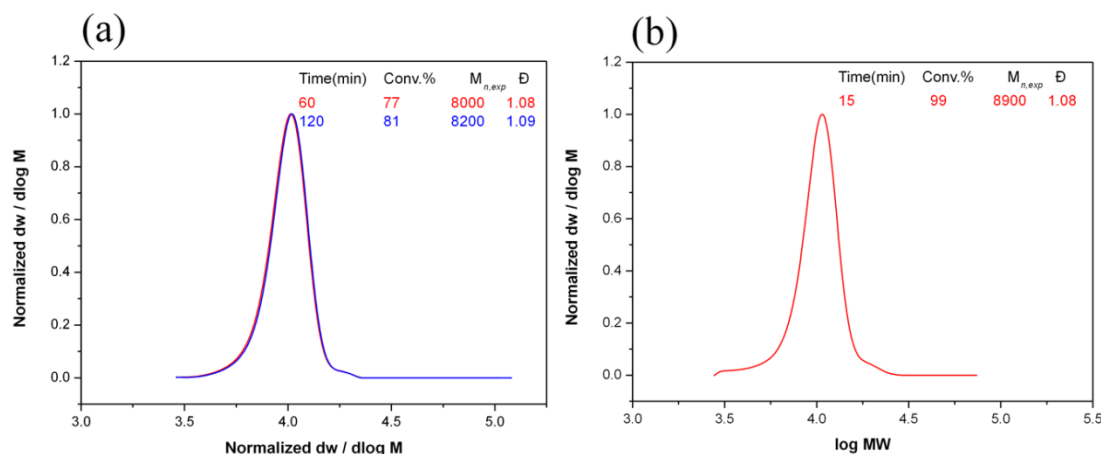 (a)
Normalized dw / dlog M
1.2
1.0
0.8
0.6
0.4
0.2
0.0
Time(min) Conv.% Mn,exp Đ
60 77 8000 1.08
120 81 8200 1.09
3.0 3.5 4.0 4.5 5.0
Normalized dw / dlog M
(b)
Normalized dw / dlog M
1.2
1.0
0.8
0.6
0.4
0.2
0.0
Time(min) Conv.% Mn,exp Đ
15 99 8900 1.08
3.0 3.5 4.0 4.5 5.0 5.5
log MW